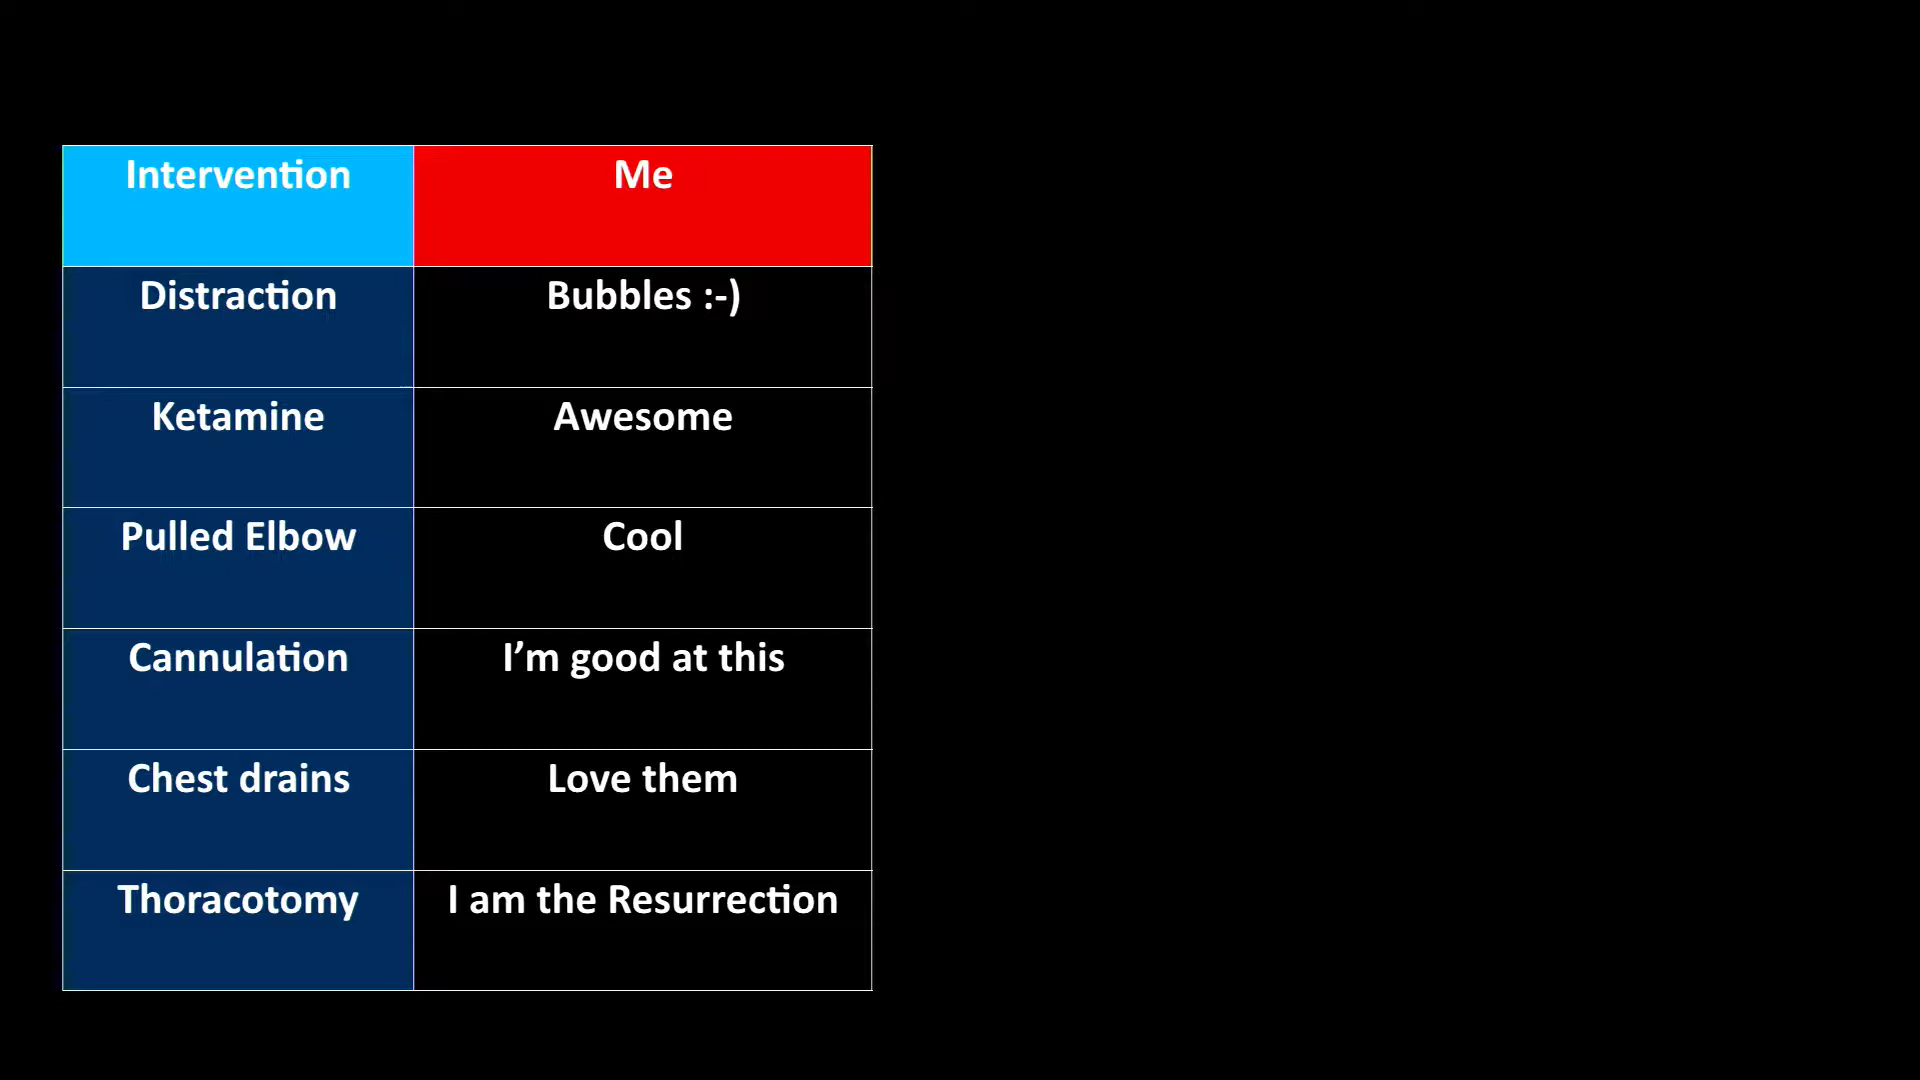 Intervention Me
Distraction Bubbles :-)
Ketamine Awesome
Pulled Elbow Cool
Cannulation I’m good at this
Chest drains Love them
Thoracotomy I am the Resurrection